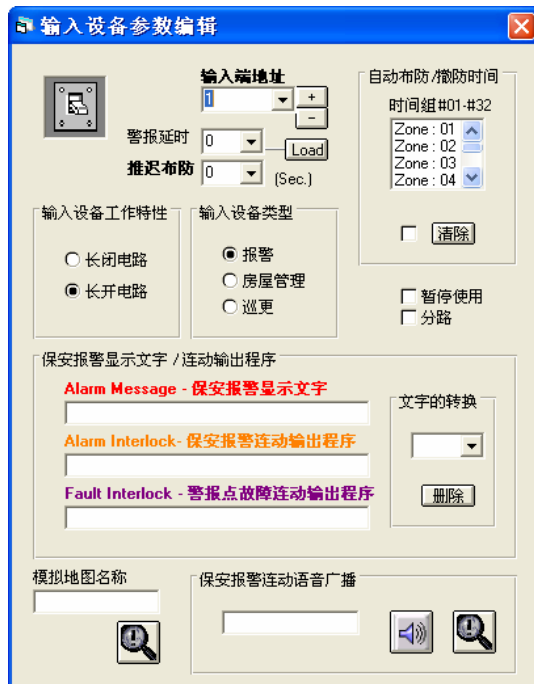 输入设备参数编辑
输入端地址
1
+
-
警报延时
0
Load
推迟布防
0
(Sec.)
自动布防/撤防时间
时间组#01-#32
Zone : 01
Zone : 02
Zone : 03
Zone : 04
清除
输入设备工作特性
长闭电路
长开电路
输入设备类型
报警
房屋管理
巡更
暂停使用
分路
保安报警显示文字 /连动输出程序
Alarm Message - 保安报警显示文字
Alarm Interlock- 保安报警连动输出程序
Fault Interlock - 警报点故障连动输出程序
文字的转换
删除
模拟地图名称
保安报警连动语音广播